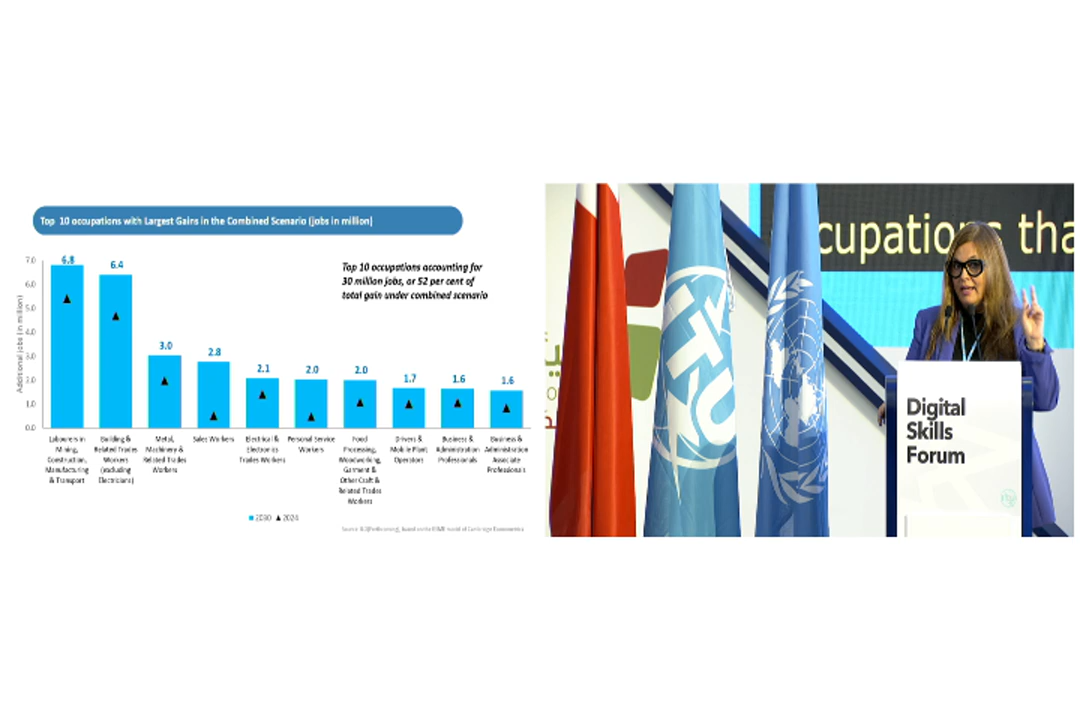 Top 10 occupations with Largest Gains in the Combined Scenario (jobs in million)
Top 10 occupations accounting for
30 million jobs, or 52 per cent of
total gain under combined scenario
Additional jobs (in million)
7.0
6.0
5.0
4.0
3.0
2.0
1.0
0.0
6.8
6.4
3.0
2.8
2.1
2.0
2.0
1.7
1.6
1.6
Labourers in
Mining,
Construction,
Manufacturing
& Transport
Building &
Related Trades
Workers
(excluding
Electricians)
Metal,
Machinery &
Related Trades
Workers
Sales Workers
Electrical &
Electronics
Trades Workers
Personal Service
Workers
Food
Processing,
Woodworking,
Garment &
Other Craft &
Related Trades
Workers
Drivers &
Mobile Plant
Operators
Business &
Administration
Professionals
Business &
Administration
Associate
Professionals
2030
2024
cupations tha
ITU
Digital
Skills
Forum